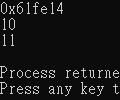 0x61fe14
10
11
Process returne
Press any key t